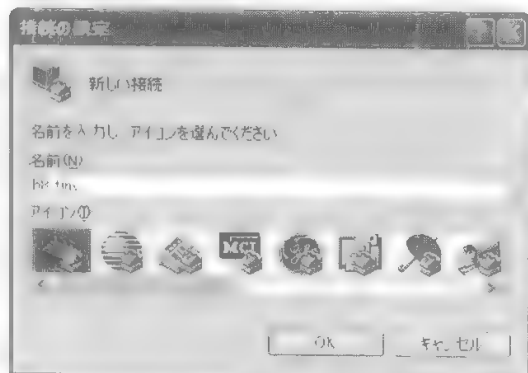 接続の設定
新しい接続
名前を入力し、アイコンを選んでください
名前(N)
アイコン(I)
MCI
OK
キャンセル